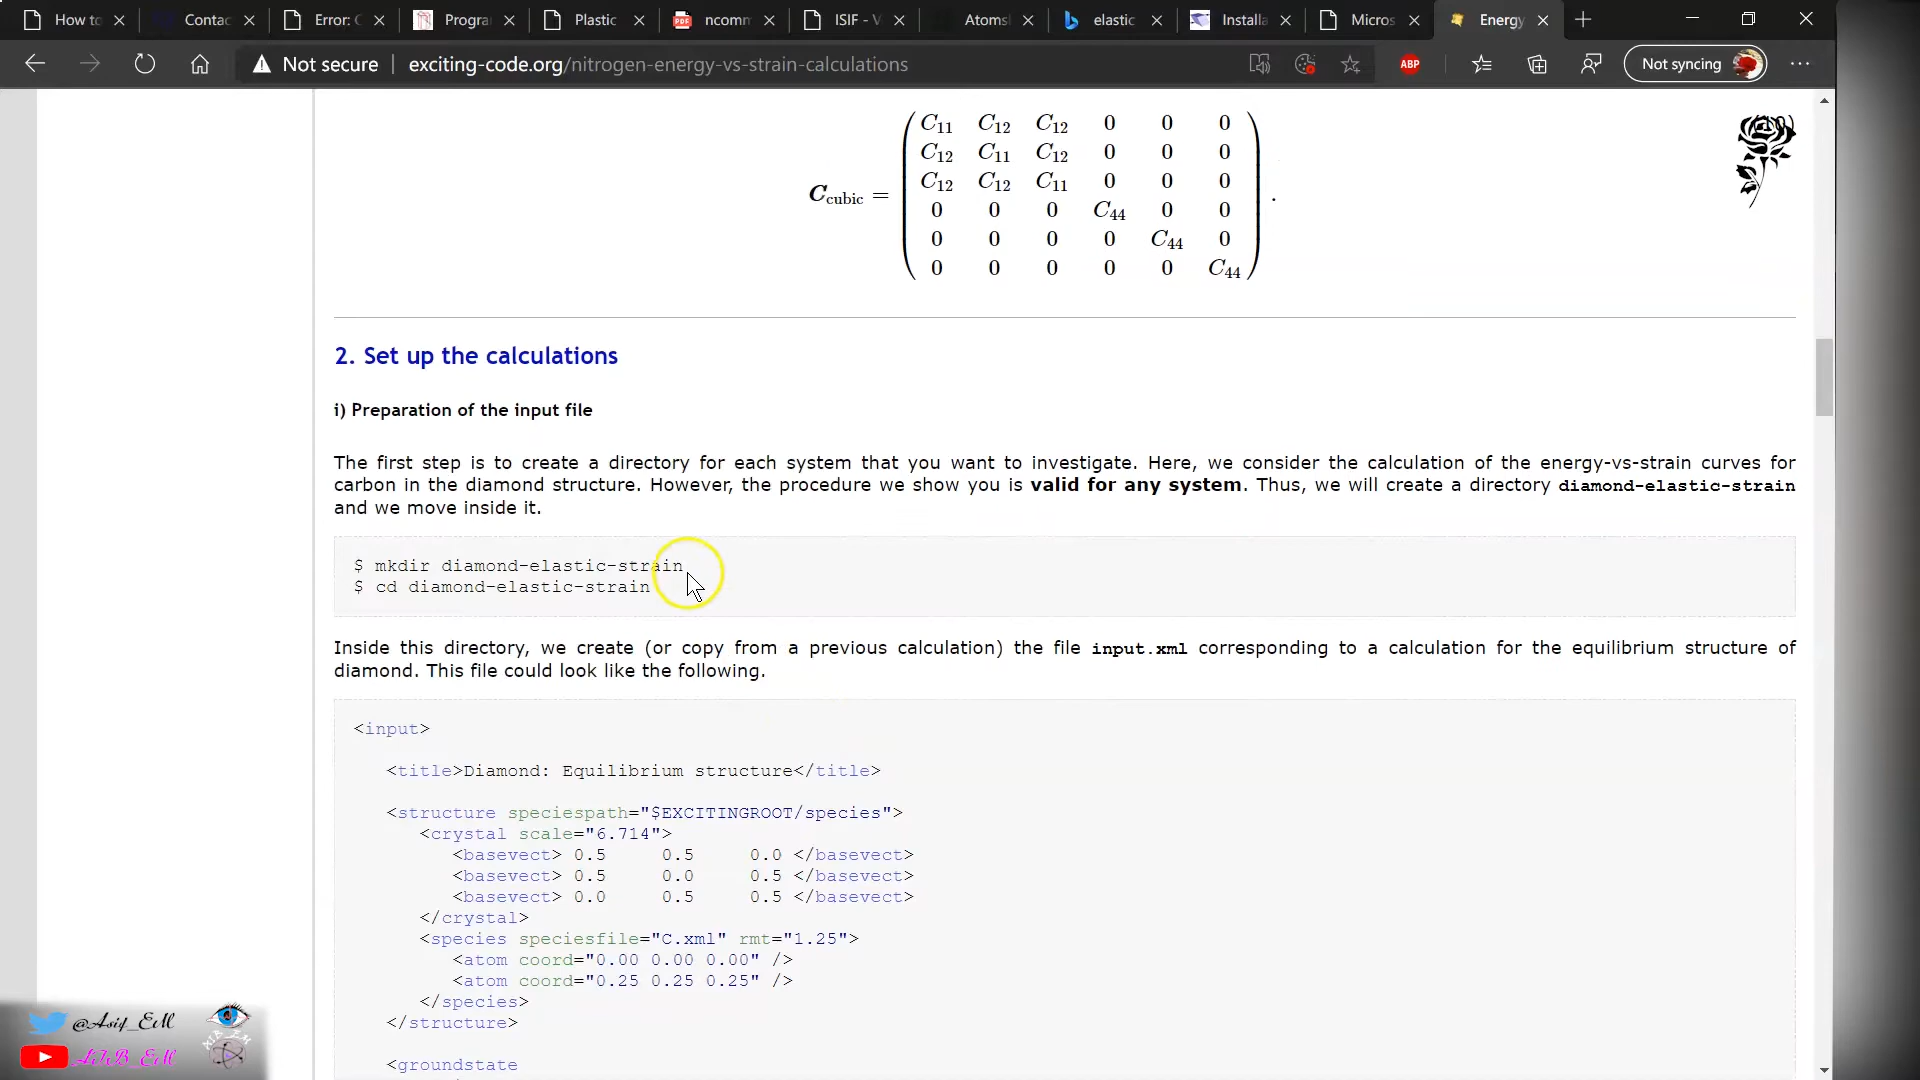 How to
Contac
Error: C
Progra
Plastic
ncomm
ISIF - V
Atoms
elastic
Installa
Micros
Energy
Not secure
exciting-code.org/nitrogen-energy-vs-strain-calculations
ABP
Not syncing
C11 C12 C12 0 0 0
C12 C11 C12 0 0 0
C12 C12 C11 0 0 0
Ccubic = 0 0 0 C44 0 0 .
0 0 0 0 C44 0
0 0 0 0 0 C44
2. Set up the calculations
i) Preparation of the input file
The first step is to create a directory for each system that you want to investigate. Here, we consider the calculation of the energy-vs-strain curves for
carbon in the diamond structure. However, the procedure we show you is valid for any system. Thus, we will create a directory diamond-elastic-strain
and we move inside it.
$ mkdir diamond-elastic-strain
$ cd diamond-elastic-strain
Inside this directory, we create (or copy from a previous calculation) the file input.xml corresponding to a calculation for the equilibrium structure of
diamond. This file could look like the following.
<input>
<title>Diamond: Equilibrium structure</title>
<structure speciespath="$EXCITINGROOT/species">
<crystal scale="6.714">
<basevect> 0.5 0.5 0.0 </basevect>
<basevect> 0.5 0.0 0.5 </basevect>
<basevect> 0.0 0.5 0.5 </basevect>
</crystal>
<species speciesfile="C.xml" rmt="1.25">
<atom coord="0.00 0.00 0.00" />
<atom coord="0.25 0.25 0.25" />
</species>
</structure>
<groundstate
@Asif_EM